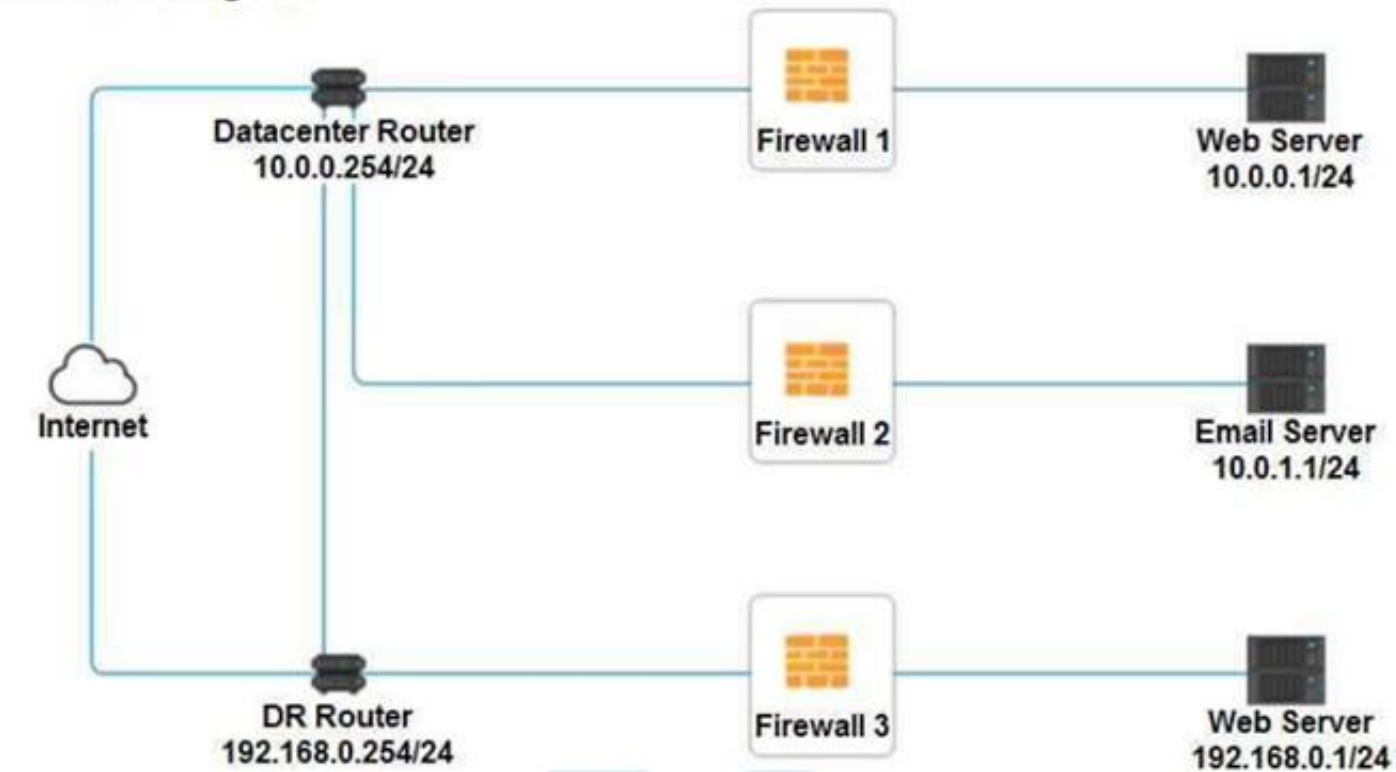 Datacenter Router
10.0.0.254/24
Firewall 1
Web Server
10.0.0.1/24
Internet
Firewall 2
Email Server
10.0.1.1/24
DR Router
192.168.0.254/24
Firewall 3
Web Server
192.168.0.1/24